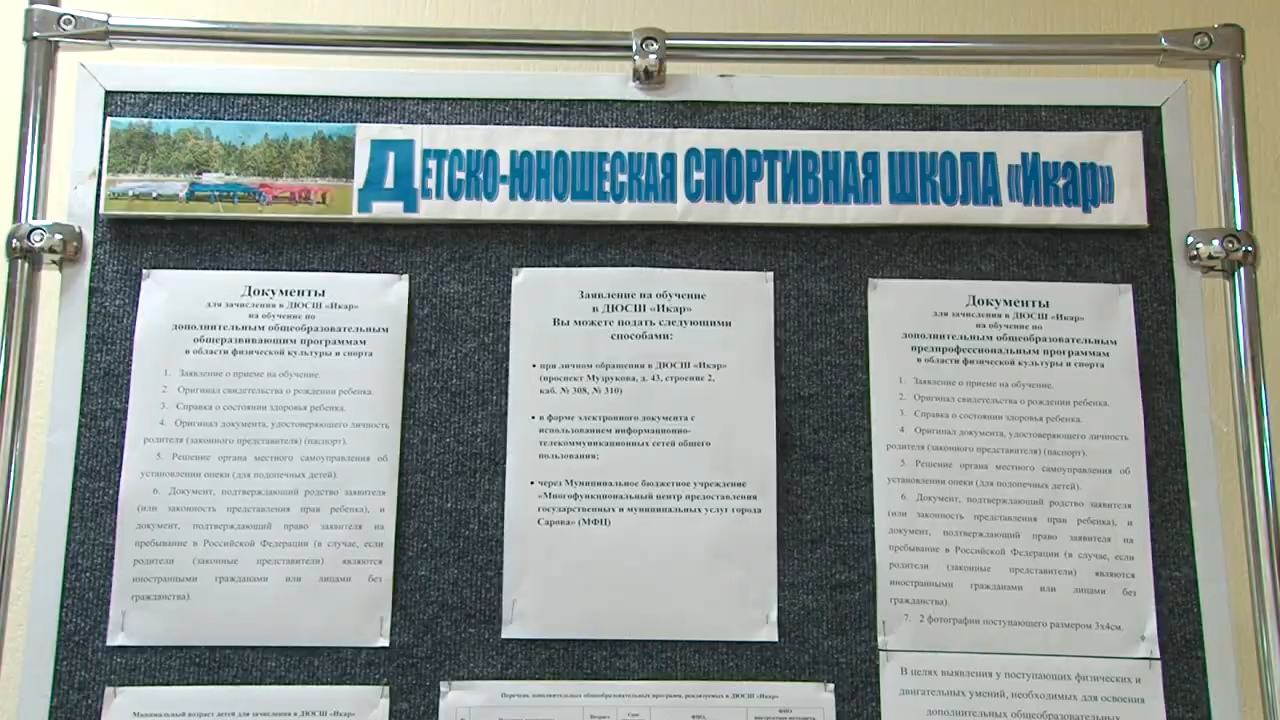 ДЕТСКО-ЮНОШЕСКАЯ СПОРТИВНАЯ ШКОЛА «Икар»
Документы
для зачисления в ДЮСШ «Икар»
на обучение по
дополнительным общеобразовательным
общеразвивающим программам
в области физической культуры и спорта
1. Заявление о приеме на обучение.
2. Оригинал свидетельства о рождении ребенка.
3. Справка о состоянии здоровья ребенка.
4. Оригинал документа, удостоверяющего личность
родителя (законного представителя) (паспорт).
5. Решение органа местного самоуправления об
установлении опеки (для подопечных детей).
6. Документ, подтверждающий родство заявителя
(или законность представления прав ребенка), и
документ, подтверждающий право заявителя на
пребывание в Российской Федерации (в случае, если
родители (законные представители) являются
иностранными гражданами или лицами без
гражданства).
Заявление на обучение
в ДЮСШ «Икар»
Вы можете подать следующими
способами:
• при личном обращении в ДЮСШ «Икар»
(проспект Музрукова, д. 43, строение 2,
каб. № 308, № 310)
• в форме электронного документа с
использованием информационно-
телекоммуникационных сетей общего
пользования;
• через Муниципальное бюджетное учреждение
«Многофункциональный центр предоставления
государственных и муниципальных услуг города
Сарова» (МФЦ)
Документы
для зачисления в ДЮСШ «Икар»
на обучение по
дополнительным общеобразовательным
предпрофессиональным программам
в области физической культуры и спорта
1. Заявление о приеме на обучение.
2. Оригинал свидетельства о рождении ребенка.
3. Справка о состоянии здоровья ребенка.
4. Оригинал документа, удостоверяющего личность
родителя (законного представителя) (паспорт).
5. Решение органа местного самоуправления об
установлении опеки (для подопечных детей).
6. Документ, подтверждающий родство заявителя
(или законность представления прав ребенка), и
документ, подтверждающий право заявителя на
пребывание в Российской Федерации (в случае, если
родители (законные представители) являются
иностранными гражданами или лицами без
гражданства).
7. 2 фотографии поступающего размером 3х4см.
Минимальный возраст детей для зачисления в ДЮСШ «Икар»
Перечень дополнительных общеобразовательных программ, реализуемых в ДЮСШ «Икар»
Возраст
ФИО,
ФИО
В целях выявления у поступающих физических и
двигательных умений, необходимых для освоения
дополнительных общеобразовательных